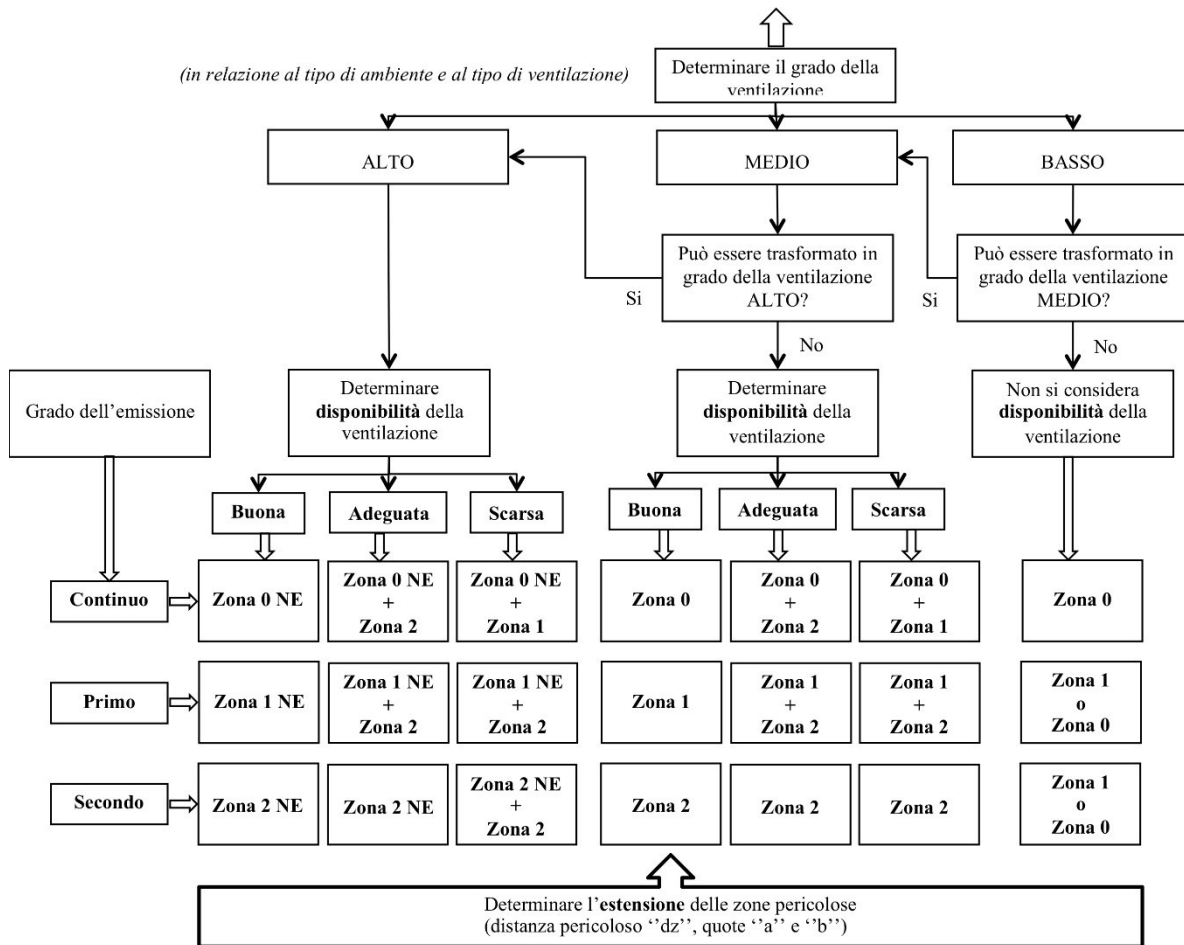 (in relazione al tipo di ambiente e al tipo di ventilazione)
Determinare il grado della
ventilazione
ALTO
MEDIO
BASSO
Può essere trasformato in
grado della ventilazione
ALTO?
Può essere trasformato in
grado della ventilazione
MEDIO?
Si
Si
No
No
Grado dell’emissione
Determinare
disponibilità della
ventilazione
Determinare
disponibilità della
ventilazione
Non si considera
disponibilità della
ventilazione
Buona
Adeguata
Scarsa
Buona
Adeguata
Scarsa
Continuo
Zona 0 NE
Zona 0 NE
+
Zona 2
Zona 0 NE
+
Zona 1
Zona 0
Zona 0
+
Zona 2
Zona 0
+
Zona 1
Zona 0
Primo
Zona 1 NE
Zona 1 NE
+
Zona 2
Zona 1 NE
+
Zona 2
Zona 1
Zona 1
+
Zona 2
Zona 1
+
Zona 2
Zona 1
o
Zona 0
Secondo
Zona 2 NE
Zona 2 NE
Zona 2 NE
+
Zona 2
Zona 2
Zona 2
Zona 2
Zona 1
o
Zona 0
Determinare l’estensione delle zone pericolose
(distanza pericoloso ‘‘dz’’, quote ‘‘a’’ e ‘‘b’’)